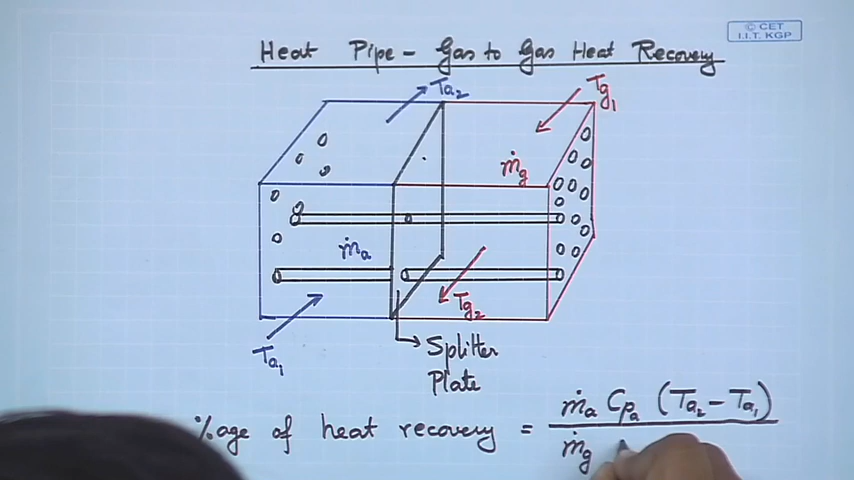 © CET
I.I.T. KGP
Heat Pipe - Gas to Gas Heat Recovery
Ta₂
Tg₁
ṁg
ṁa
Tg₂
Ta₁
Splitter
Plate
%age of heat recovery = ṁa Cpa (Ta₂ - Ta₁)
ṁg